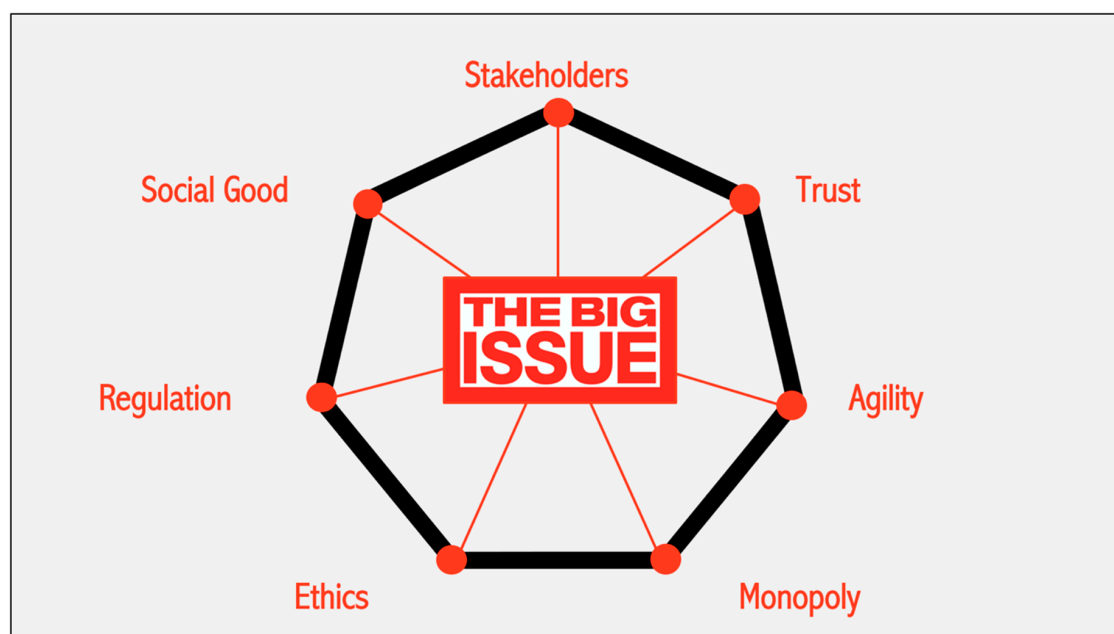 Stakeholders
Social Good
Trust
THE BIG
ISSUE
Regulation
Agility
Ethics
Monopoly